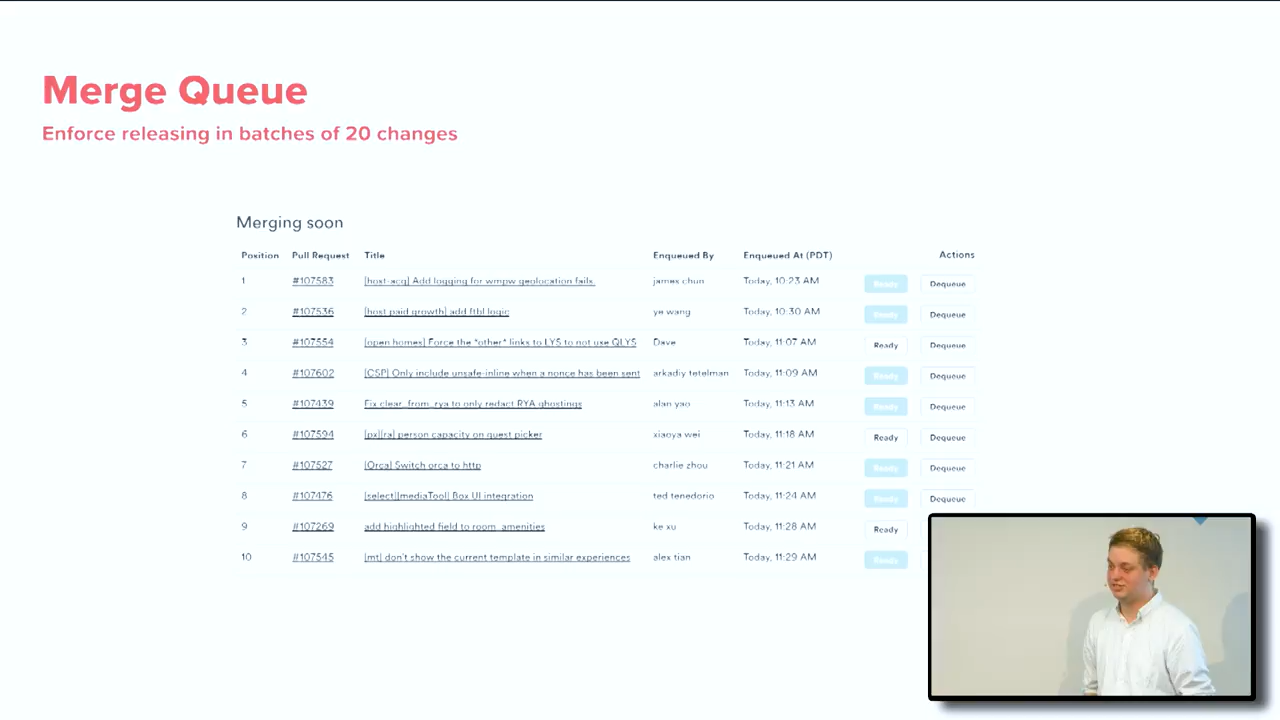 Merge Queue
Enforce releasing in batches of 20 changes
Merging soon
Position Pull Request Title Enqueued By Enqueued At (PDT) Actions
1 #107583 [host-acq] Add logging for wmpw geolocation fails. james chun Today, 10:23 AM Ready Dequeue
2 #107536 [host paid growth] add ftbl logic ye wang Today, 10:30 AM Ready Dequeue
3 #107554 [open homes] Force the *other* links to LYS to not use QLYS Dave Today, 11:07 AM Ready Dequeue
4 #107602 [CSP] Only include unsafe-inline when a nonce has been sent arkadiy tetelman Today, 11:09 AM Ready Dequeue
5 #107439 Fix clear_from_rya to only redact RYA ghostings alan yao Today, 11:13 AM Ready Dequeue
6 #107594 [px][ra] person capacity on guest picker xiaoya wei Today, 11:18 AM Ready Dequeue
7 #107527 [Orca] Switch orca to http charlie zhou Today, 11:21 AM Ready Dequeue
8 #107476 [select][mediaTool] Box UI integration ted tenedorio Today, 11:24 AM Ready Dequeue
9 #107269 add highlighted field to room_amenities ke xu Today, 11:28 AM Ready
10 #107545 [mt] don't show the current template in similar experiences alex tian Today, 11:29 AM Ready